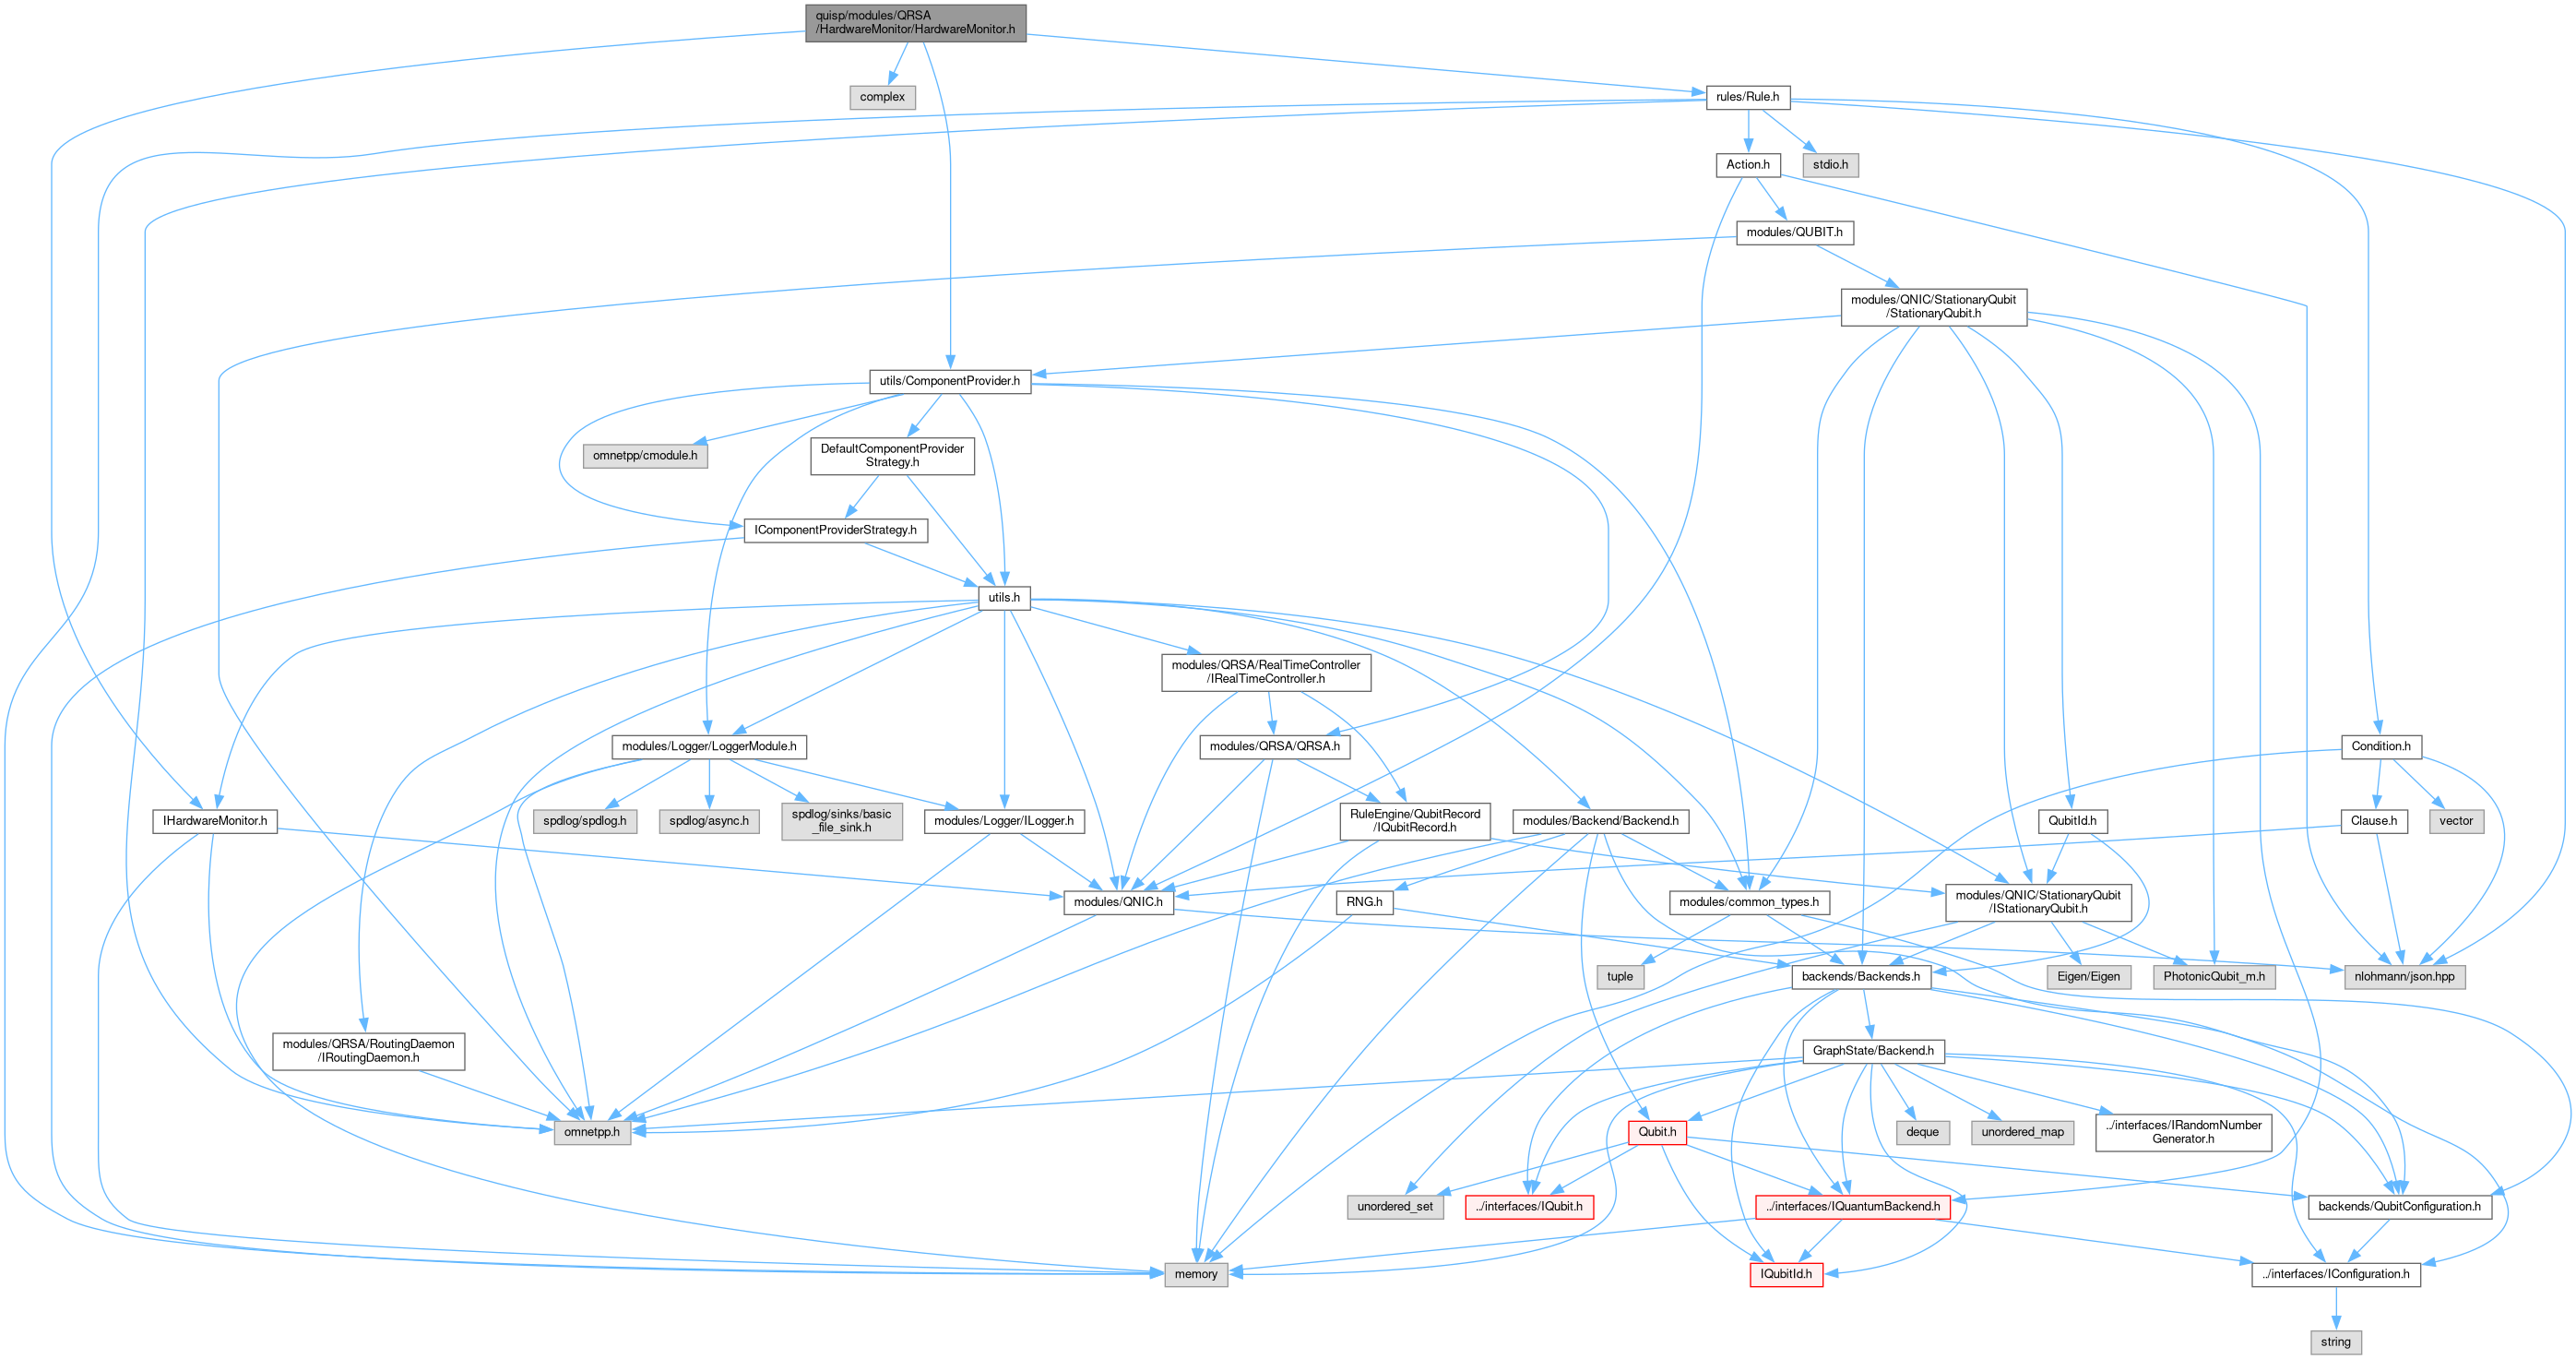 quisp/modules/QRSA
/HardwareMonitor/HardwareMonitor.h
complex
rules/Rule.h
Action.h
stdio.h
modules/QUBIT.h
modules/QNIC/StationaryQubit
/StationaryQubit.h
utils/ComponentProvider.h
omnetpp/cmodule.h
DefaultComponentProvider
Strategy.h
IComponentProviderStrategy.h
utils.h
modules/QRSA/RealTimeController
/IRealTimeController.h
modules/Logger/LoggerModule.h
modules/QRSA/QRSA.h
Condition.h
IHardwareMonitor.h
spdlog/spdlog.h
spdlog/async.h
spdlog/sinks/basic
_file_sink.h
modules/Logger/ILogger.h
RuleEngine/QubitRecord
/IQubitRecord.h
modules/Backend/Backend.h
QubitId.h
Clause.h
vector
modules/QNIC.h
RNG.h
modules/common_types.h
modules/QNIC/StationaryQubit
/IStationaryQubit.h
tuple
backends/Backends.h
Eigen/Eigen
PhotonicQubit_m.h
nlohmann/json.hpp
modules/QRSA/RoutingDaemon
/IRoutingDaemon.h
GraphState/Backend.h
omnetpp.h
Qubit.h
deque
unordered_map
../interfaces/IRandomNumber
Generator.h
unordered_set
../interfaces/IQubit.h
../interfaces/IQuantumBackend.h
backends/QubitConfiguration.h
memory
IQubitId.h
../interfaces/IConfiguration.h
string